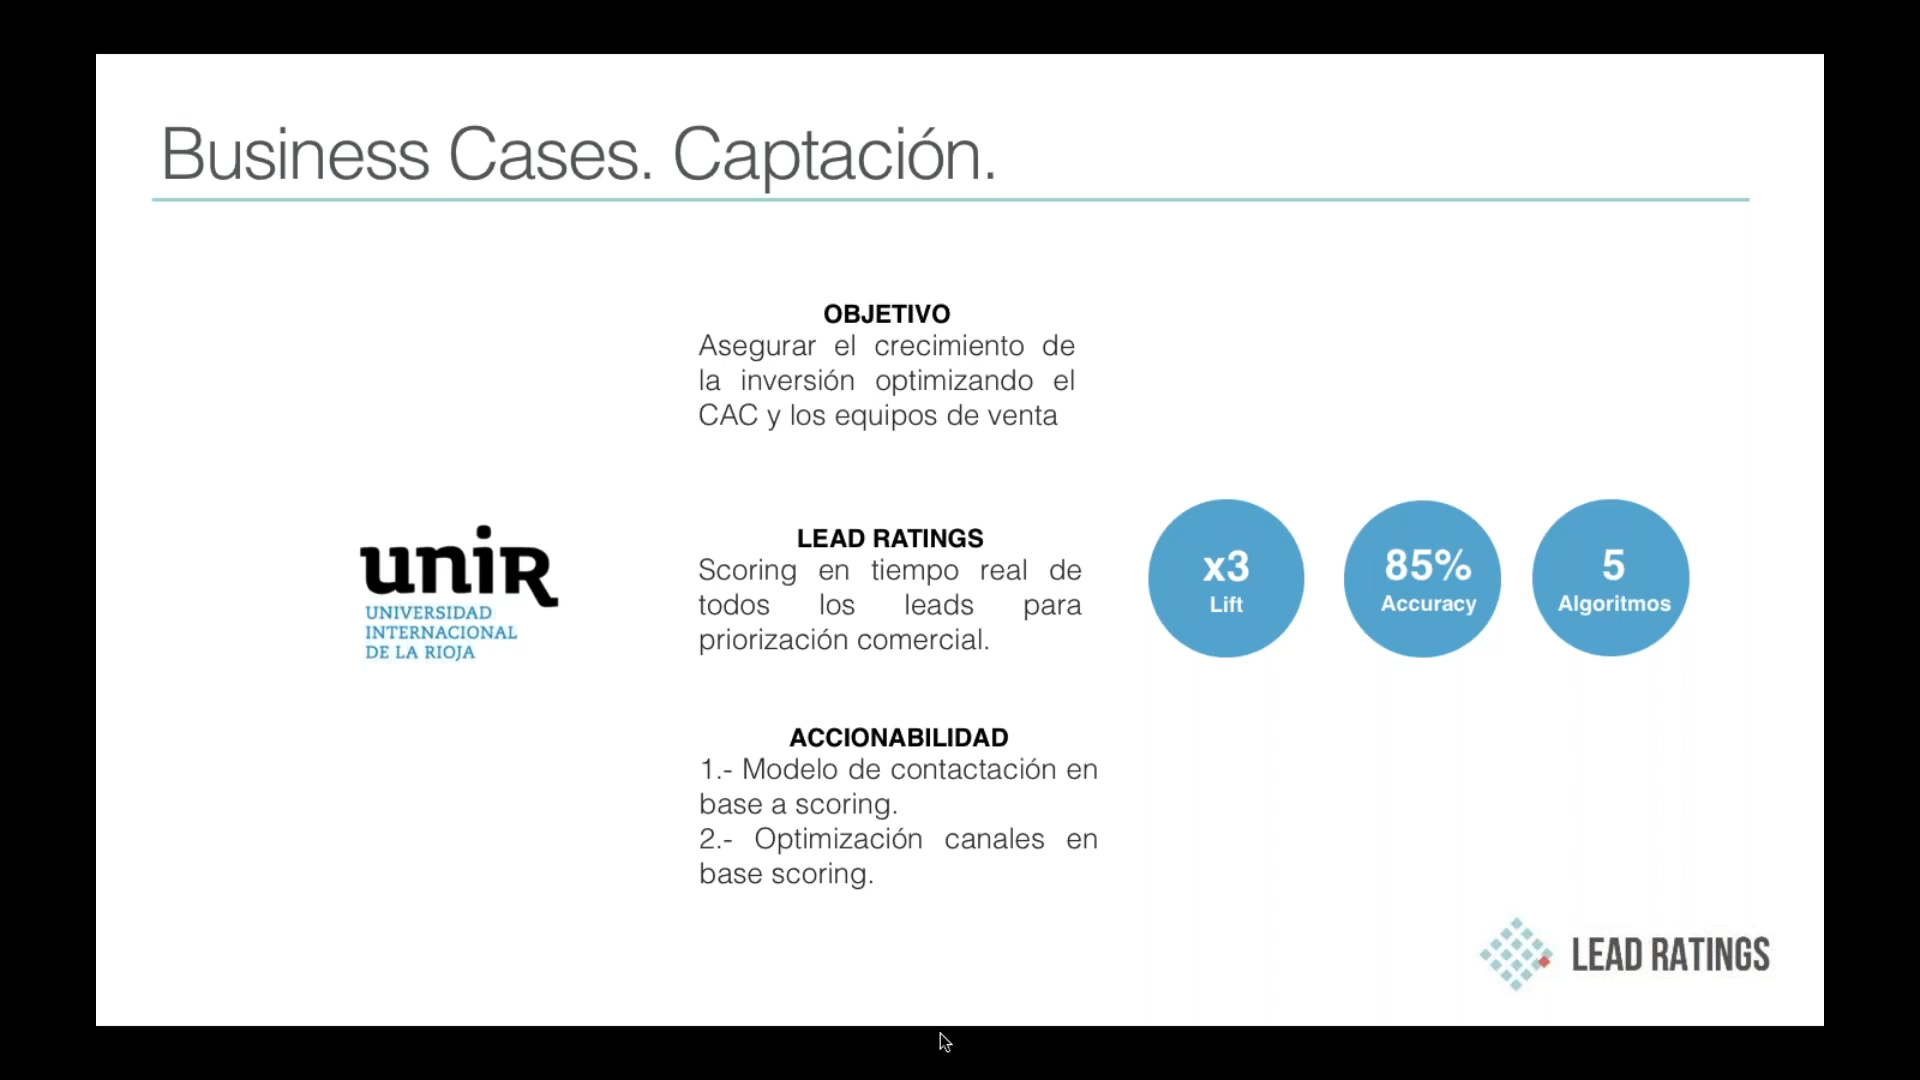 Business Cases. Captación.
OBJETIVO
Asegurar el crecimiento de
la inversión optimizando el
CAC y los equipos de venta
unіR
UNIVERSIDAD
INTERNACIONAL
DE LA RIOJA
LEAD RATINGS
Scoring en tiempo real de
todos los leads para
priorización comercial.
x3
Lift
85%
Accuracy
5
Algoritmos
ACCIONABILIDAD
1.- Modelo de contactación en
base a scoring.
2.- Optimización canales en
base scoring.
LEAD RATINGS